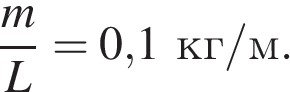 m/L = 0,1 кг/м.